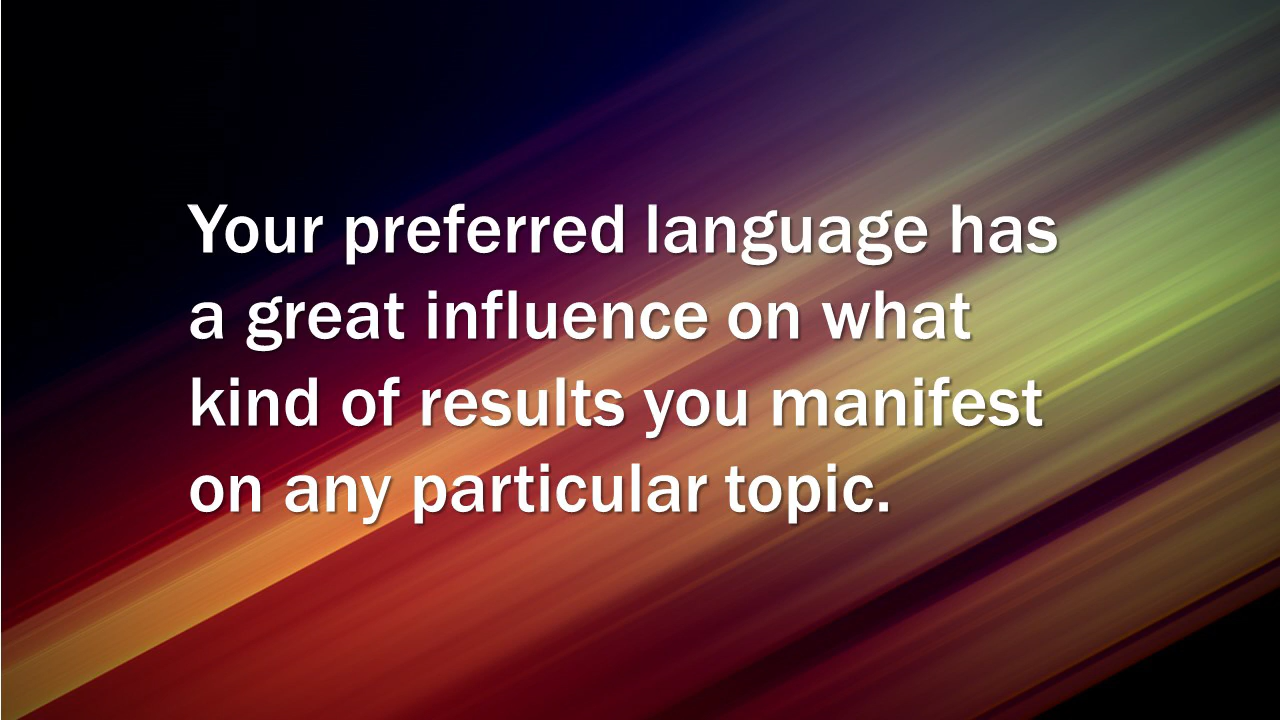 Your preferred language has
a great influence on what
kind of results you manifest
on any particular topic.